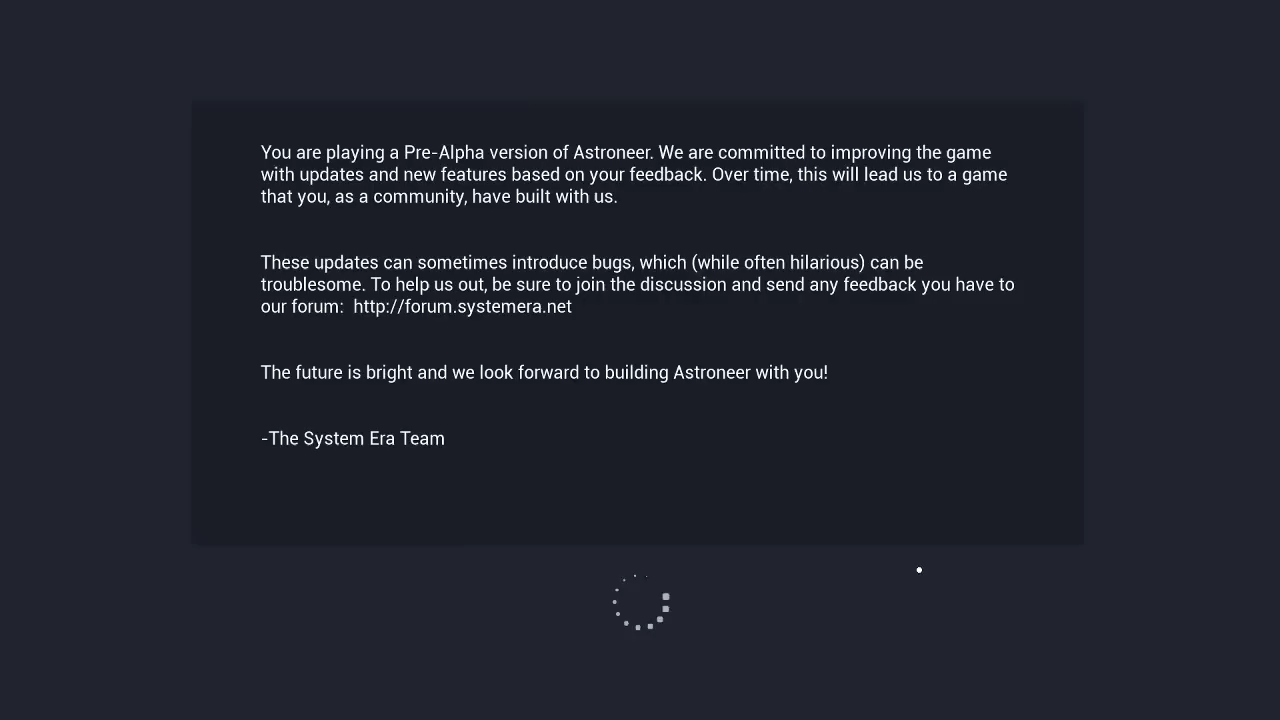 You are playing a Pre-Alpha version of Astroneer. We are committed to improving the game
with updates and new features based on your feedback. Over time, this will lead us to a game
that you, as a community, have built with us.
These updates can sometimes introduce bugs, which (while often hilarious) can be
troublesome. To help us out, be sure to join the discussion and send any feedback you have to
our forum:  http://forum.systemera.net
The future is bright and we look forward to building Astroneer with you!
-The System Era Team